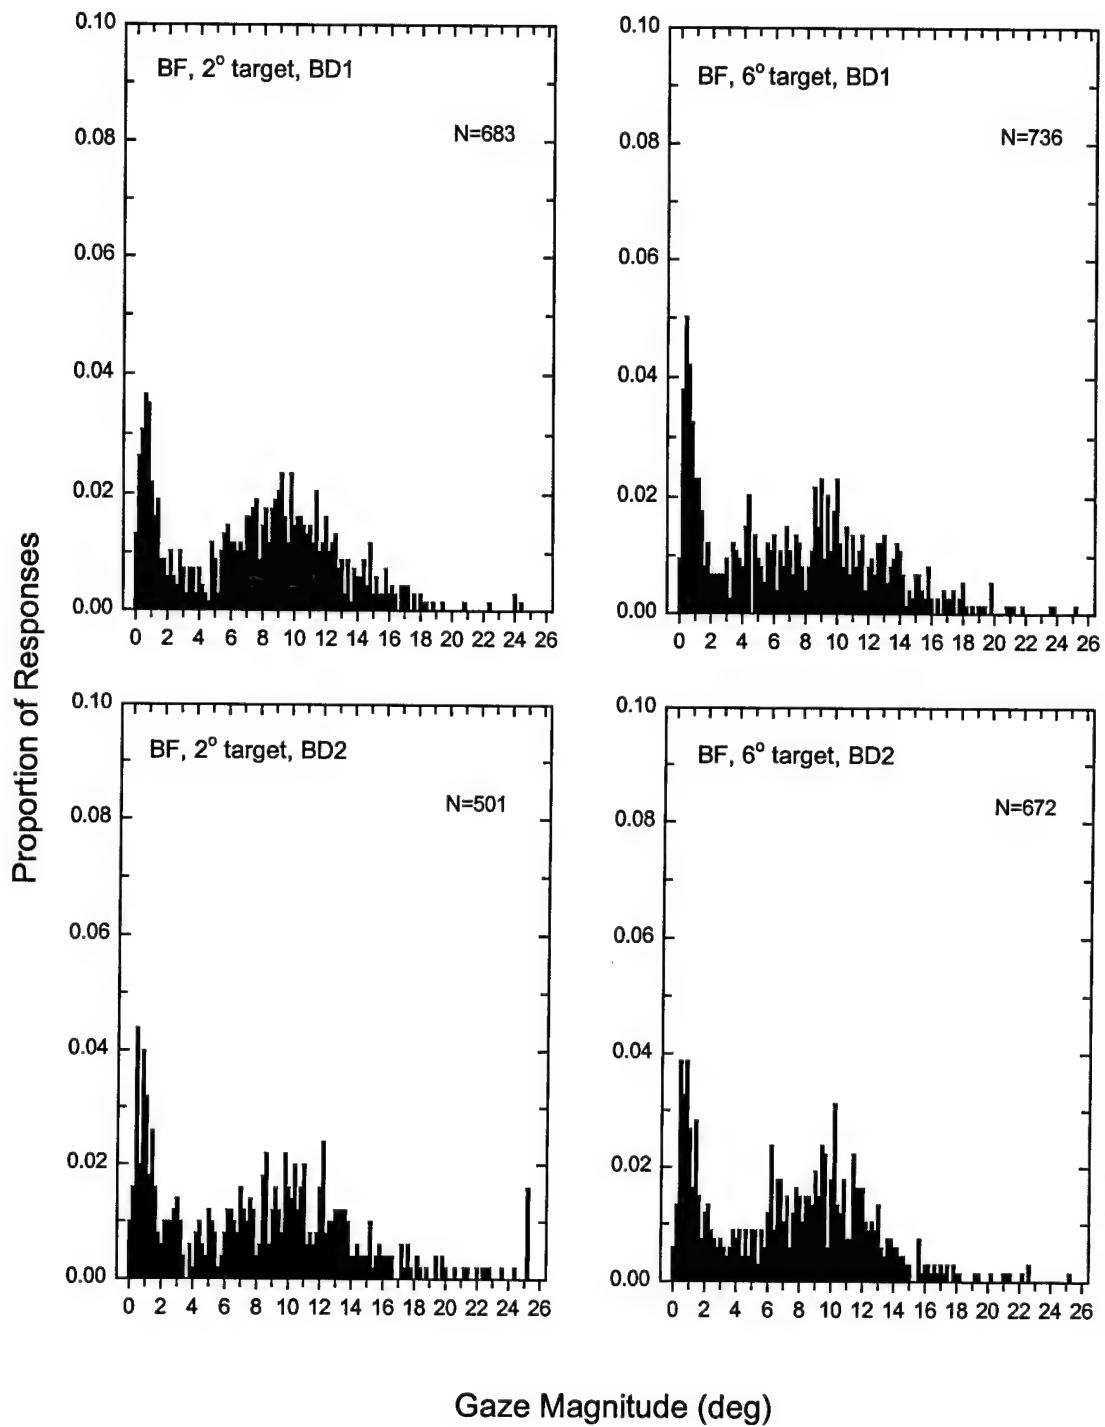 Proportion of Responses
BF, 2° target, BD1
N=683
0.10
0.08
0.06
0.04
0.02
0.00
0 2 4 6 8 10 12 14 16 18 20 22 24 26
BF, 6° target, BD1
N=736
0.10
0.08
0.06
0.04
0.02
0.00
0 2 4 6 8 10 12 14 16 18 20 22 24 26
BF, 2° target, BD2
N=501
0.10
0.08
0.06
0.04
0.02
0.00
0 2 4 6 8 10 12 14 16 18 20 22 24 26
BF, 6° target, BD2
N=672
0.10
0.08
0.06
0.04
0.02
0.00
0 2 4 6 8 10 12 14 16 18 20 22 24 26
Gaze Magnitude (deg)